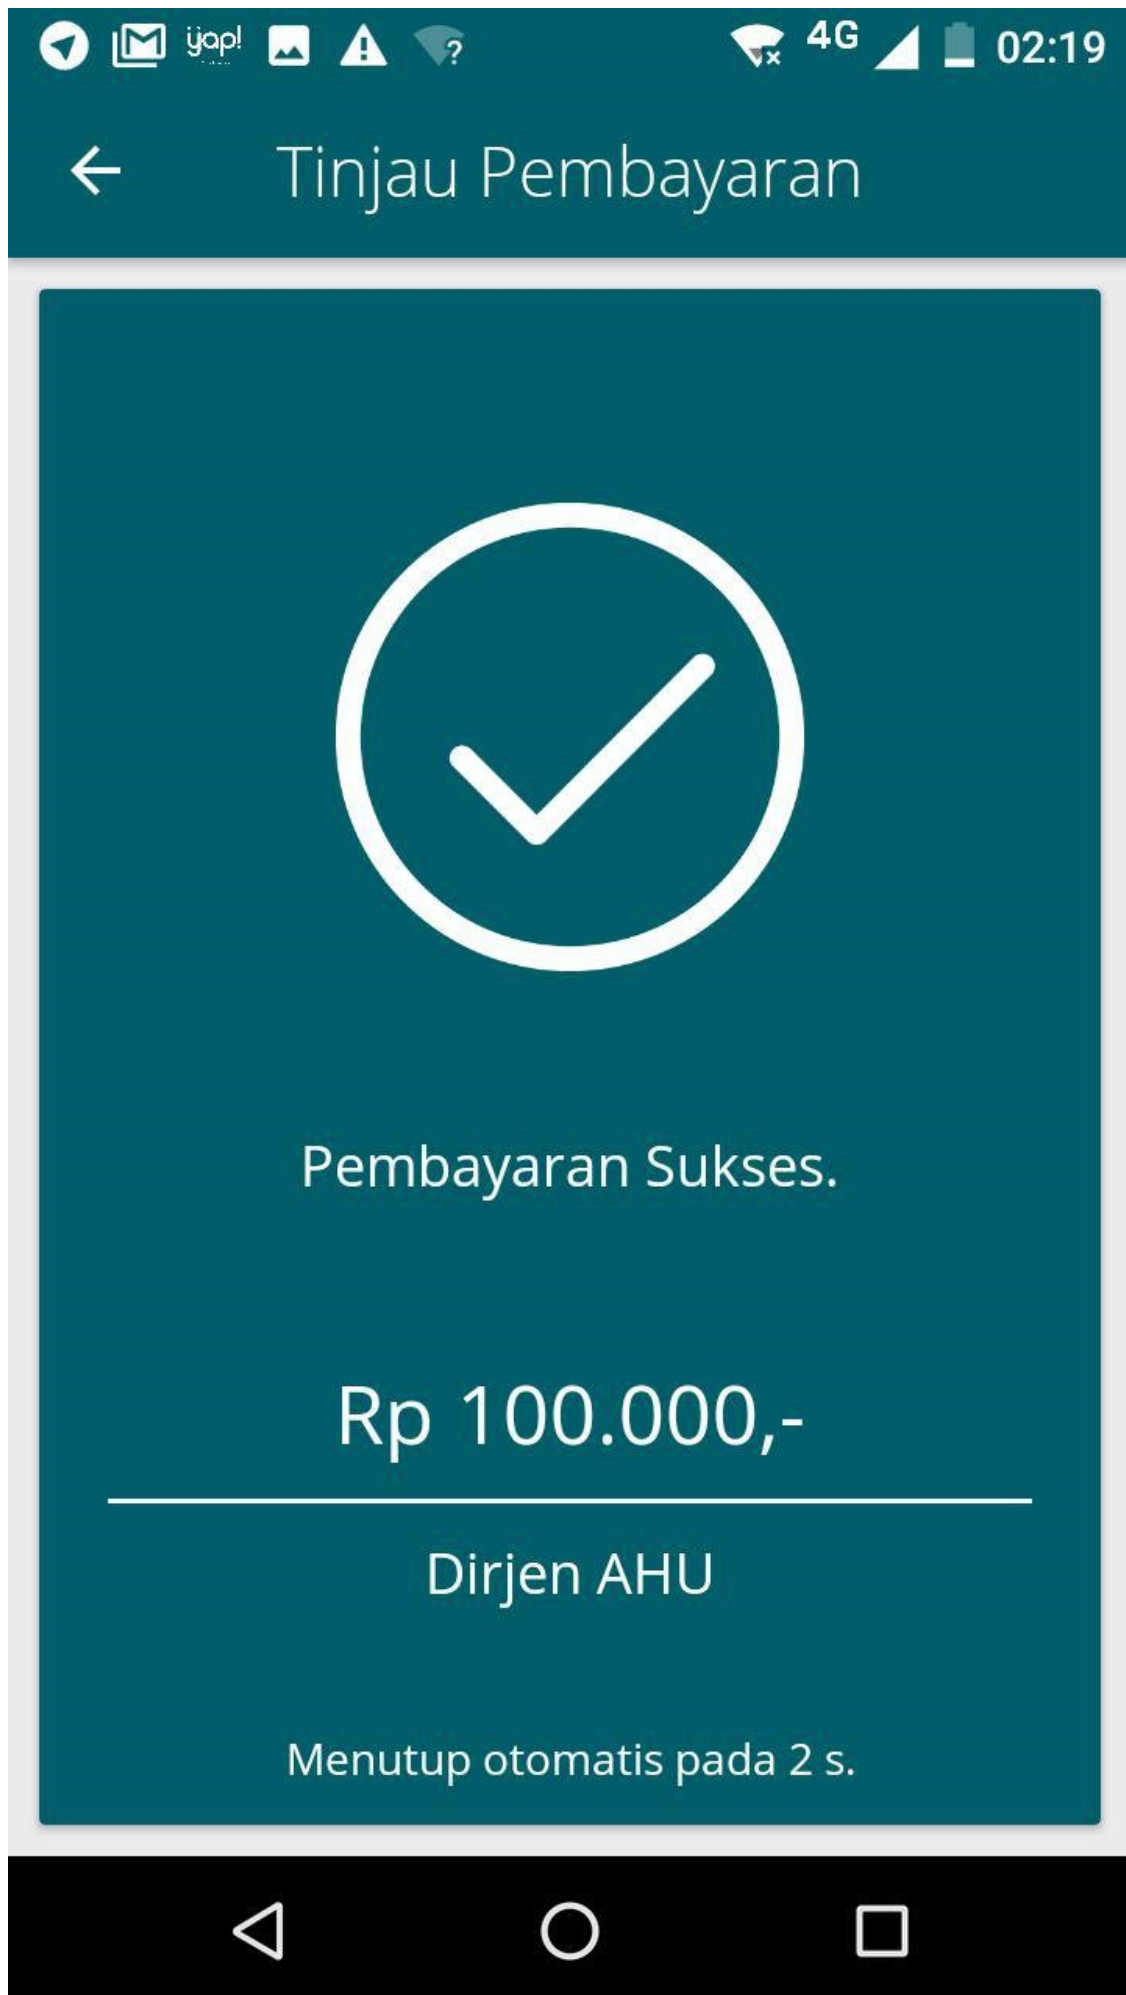 yap!
4G
02:19
Tinjau Pembayaran
Pembayaran Sukses.
Rp 100.000,-
Dirjen AHU
Menutup otomatis pada 2 s.